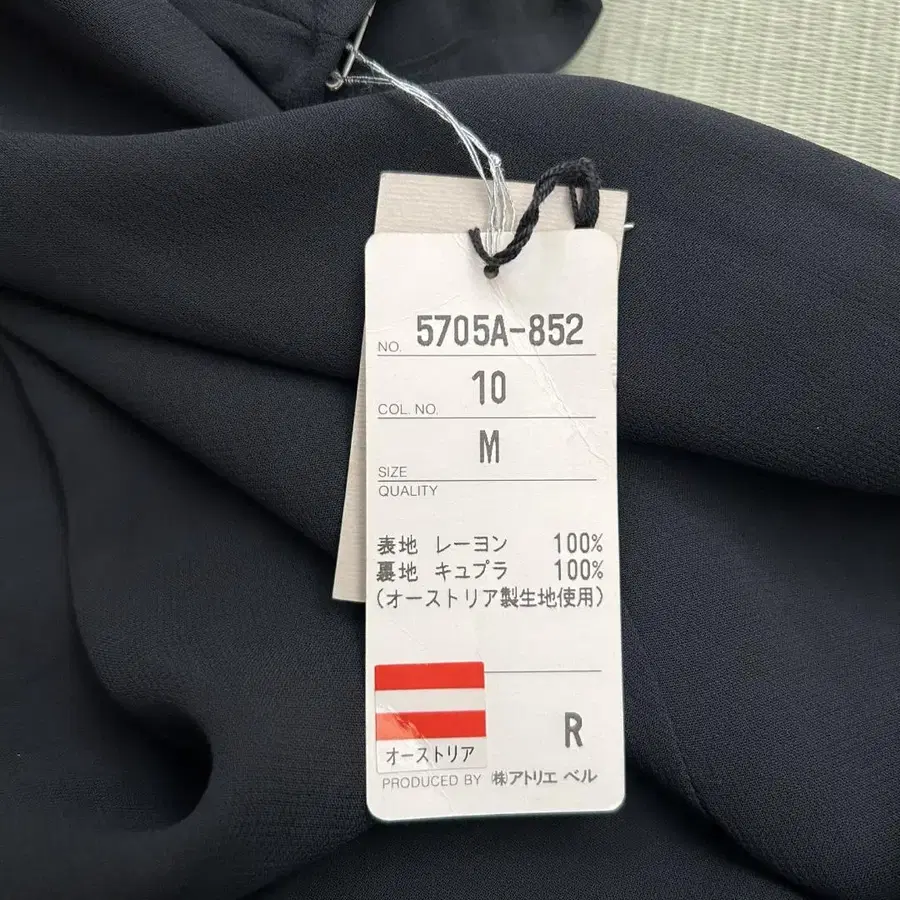 NO. 5705A-852
COL. NO. 10
SIZE M
QUALITY
表地 レーヨン 100%
裏地 キュプラ 100%
(オーストリア製生地使用)
オーストリア
R
PRODUCED BY ㈱アトリエ ベル